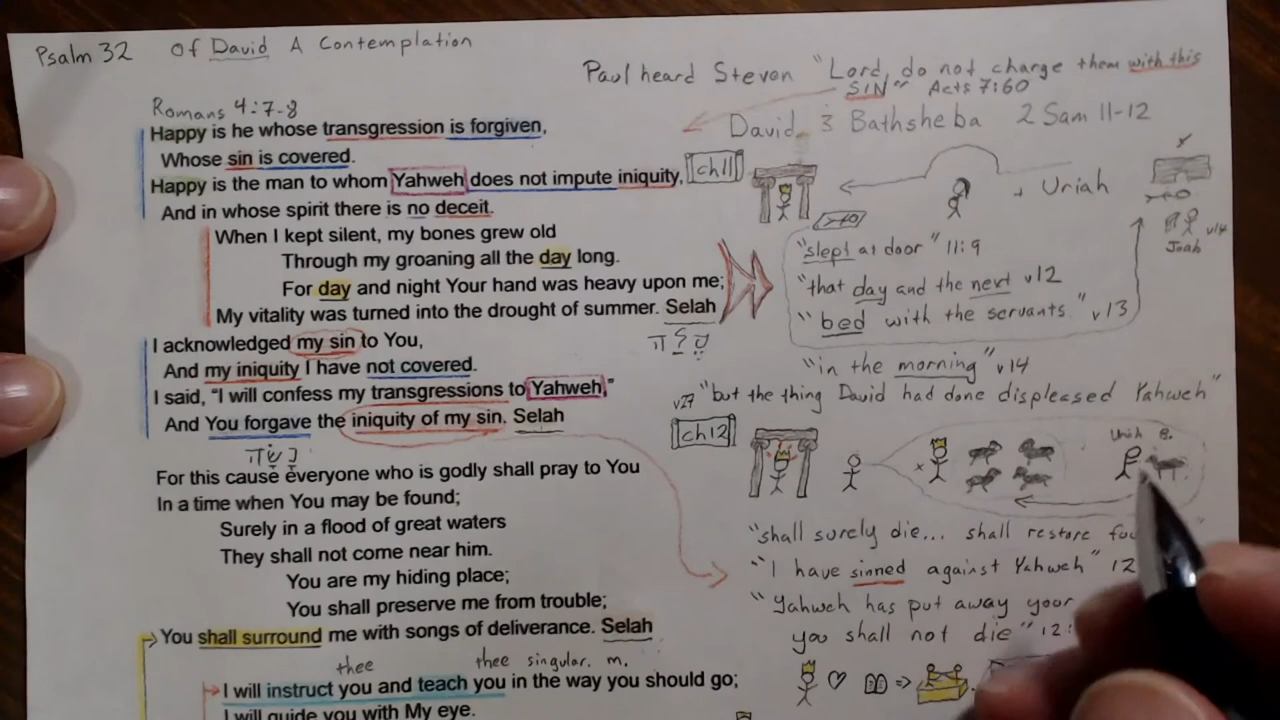 Psalm 32 Of David A Contemplation
Paul heard Steven "Lord, do not charge them with this
SIN" Acts 7:60
Romans 4:7-8
David & Bathsheba 2 Sam 11-12
Happy is he whose transgression is forgiven,
Whose sin is covered.
Happy is the man to whom Yahweh does not impute iniquity,
And in whose spirit there is no deceit.
ch11
Uriah
Joab v14
When I kept silent, my bones grew old
Through my groaning all the day long.
For day and night Your hand was heavy upon me;
My vitality was turned into the drought of summer. Selah
"slept at door" 11:9
"that day and the next v12
"bed with the servants." v13
I acknowledged my sin to You,
And my iniquity I have not covered.
I said, "I will confess my transgressions to Yahweh,"
And You forgave the iniquity of my sin. Selah
"in the morning" v14
v27 "but the thing David had done displeased Yahweh"
ch12
For this cause everyone who is godly shall pray to You
In a time when You may be found;
Surely in a flood of great waters
They shall not come near him.
You are my hiding place;
You shall preserve me from trouble;
You shall surround me with songs of deliverance. Selah
"shall surely die... shall restore
"I have sinned against Yahweh" 12
"Yahweh has put away your
you shall not die" 12:
thee thee singular. m.
I will instruct you and teach you in the way you should go;
I will guide you with My eye.